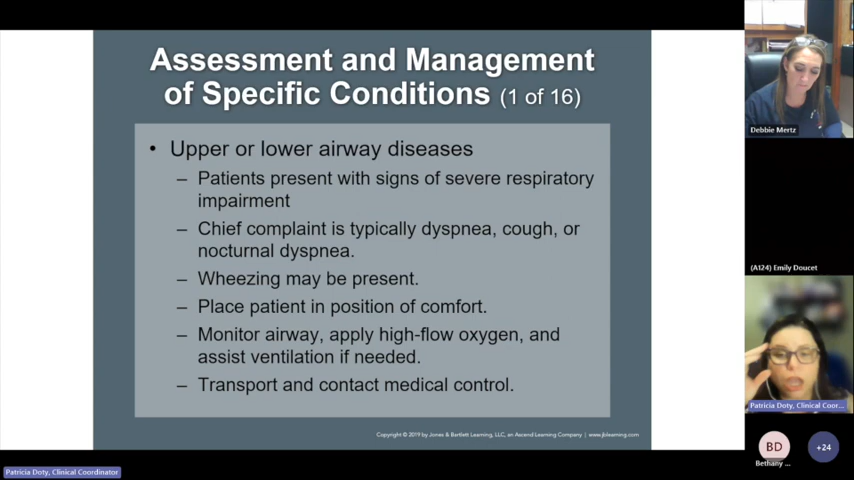 Assessment and Management
of Specific Conditions (1 of 16)
• Upper or lower airway diseases
– Patients present with signs of severe respiratory
impairment
– Chief complaint is typically dyspnea, cough, or
nocturnal dyspnea.
– Wheezing may be present.
– Place patient in position of comfort.
– Monitor airway, apply high-flow oxygen, and
assist ventilation if needed.
– Transport and contact medical control.
Copyright © 2019 by Jones & Bartlett Learning, LLC, an Ascend Learning Company | www.jblearning.com
Patricia Doty, Clinical Coordinator
Debbie Mertz
(A124) Emily Doucet
Patricia Doty, Clinical Coor...
BD
Bethany ...
+24